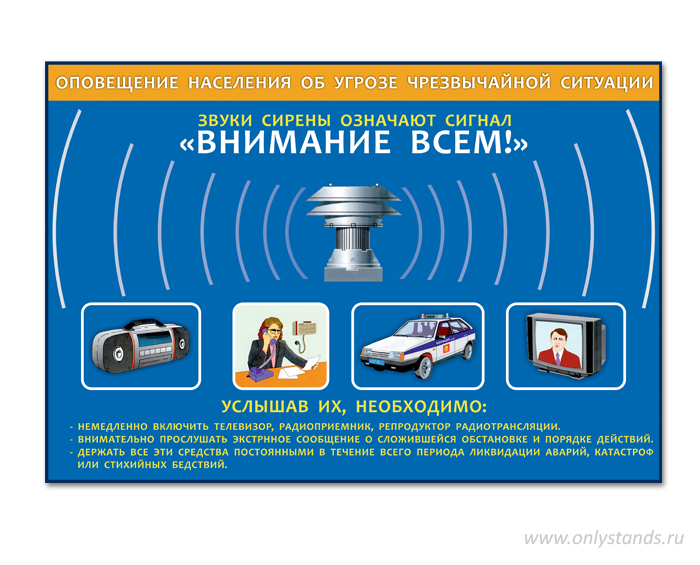 ОПОВЕЩЕНИЕ НАСЕЛЕНИЯ ОБ УГРОЗЕ ЧРЕЗВЫЧАЙНОЙ СИТУАЦИИ
ЗВУКИ СИРЕНЫ ОЗНАЧАЮТ СИГНАЛ
«ВНИМАНИЕ ВСЕМ!»
УСЛЫШАВ ИХ, НЕОБХОДИМО:
- НЕМЕДЛЕННО ВКЛЮЧИТЬ ТЕЛЕВИЗОР, РАДИОПРИЕМНИК, РЕПРОДУКТОР РАДИОТРАНСЛЯЦИИ.
- ВНИМАТЕЛЬНО ПРОСЛУШАТЬ ЭКСТРННОЕ СООБЩЕНИЕ О СЛОЖИВШЕЙСЯ ОБСТАНОВКЕ И ПОРЯДКЕ ДЕЙСТВИЙ.
- ДЕРЖАТЬ ВСЕ ЭТИ СРЕДСТВА ПОСТОЯННЫМИ В ТЕЧЕНИЕ ВСЕГО ПЕРИОДА ЛИКВИДАЦИИ АВАРИЙ, КАТАСТРОФ
ИЛИ СТИХИЙНЫХ БЕДСТВИЙ.
www.onlystands.ru